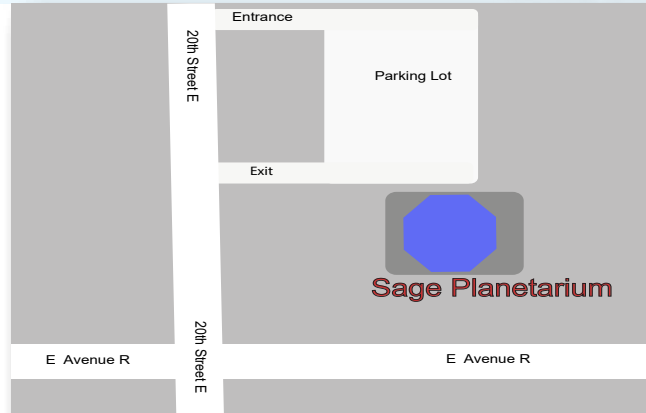 Entrance
20th Street E
Parking Lot
Exit
Sage Planetarium
20th Street E
E Avenue R
E Avenue R